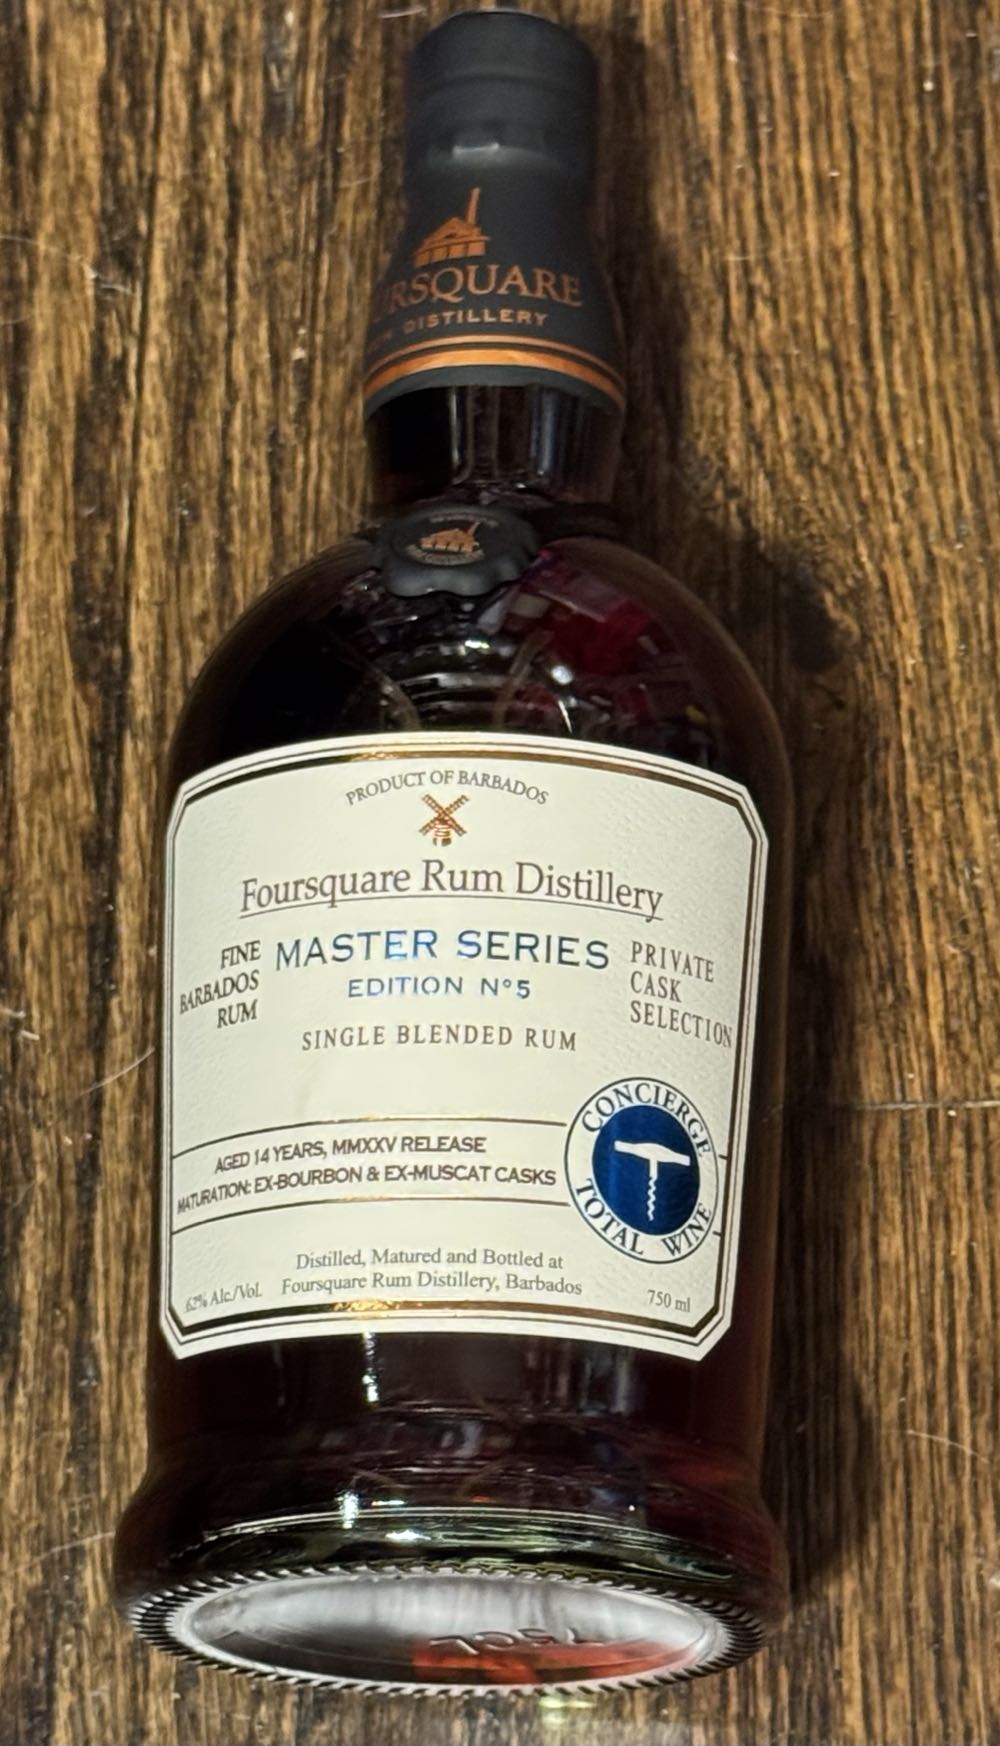 URSQUARE
DISTILLERY
PRODUCT OF BARBADOS
Foursquare Rum Distillery
FINE
BARBADOS
RUM
MASTER SERIES
EDITION Nº5
SINGLE BLENDED RUM
PRIVATE
CASK
SELECTION
CONCIERGE
TOTAL WINE
AGED 14 YEARS, MMXXV RELEASE
MATURATION: EX-BOURBON & EX-MUSCAT CASKS
Distilled, Matured and Bottled at
Foursquare Rum Distillery, Barbados
62% Alc./Vol.
750 ml